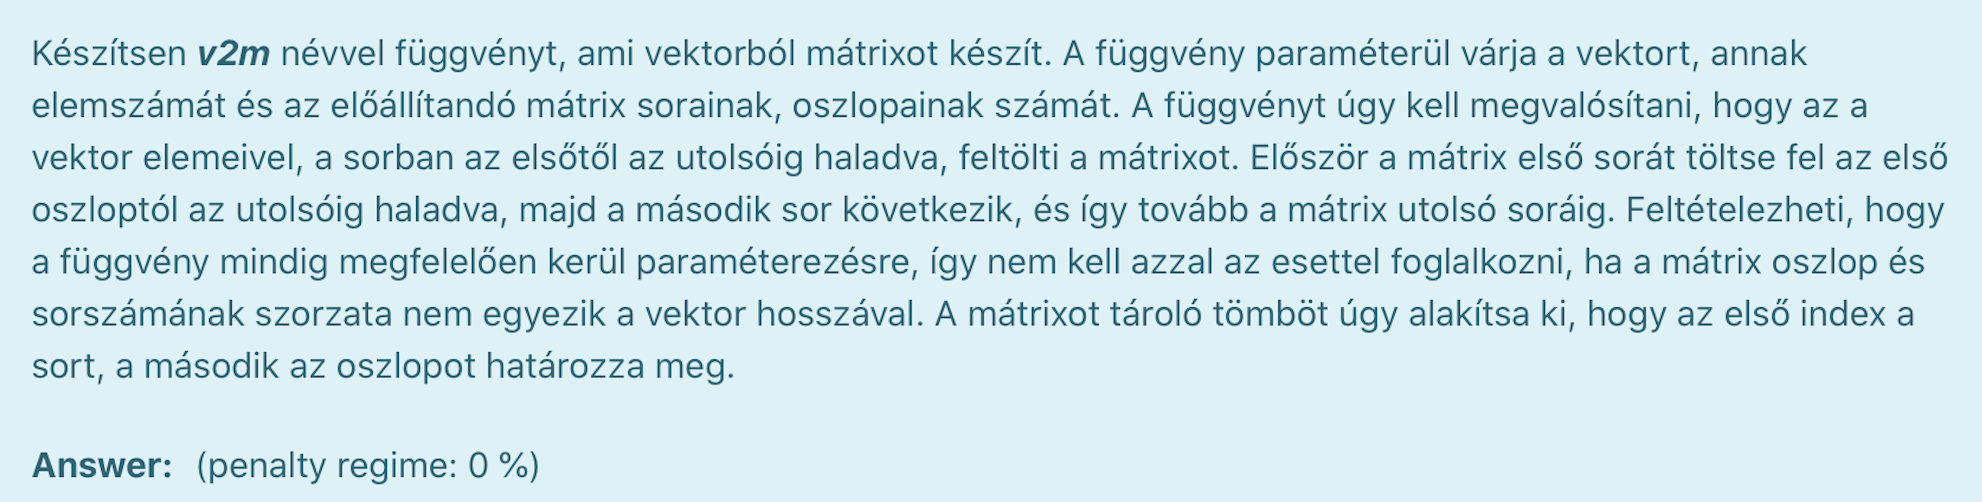 Készítsen v2m névvel függvényt, ami vektorból mátrixot készít. A függvény paraméterül várja a vektort, annak
elemszámát és az előállítandó mátrix sorainak, oszlopainak számát. A függvényt úgy kell megvalósítani, hogy az a
vektor elemeivel, a sorban az elsőtől az utolsóig haladva, feltölti a mátrixot. Először a mátrix első sorát töltse fel az első
oszloptól az utolsóig haladva, majd a második sor következik, és így tovább a mátrix utolsó soráig. Feltételezheti, hogy
a függvény mindig megfelelően kerül paraméterezésre, így nem kell azzal az esettel foglalkozni, ha a mátrix oszlop és
sorszámának szorzata nem egyezik a vektor hosszával. A mátrixot tároló tömböt úgy alakítsa ki, hogy az első index a
sort, a második az oszlopot határozza meg.
Answer: (penalty regime: 0 %)